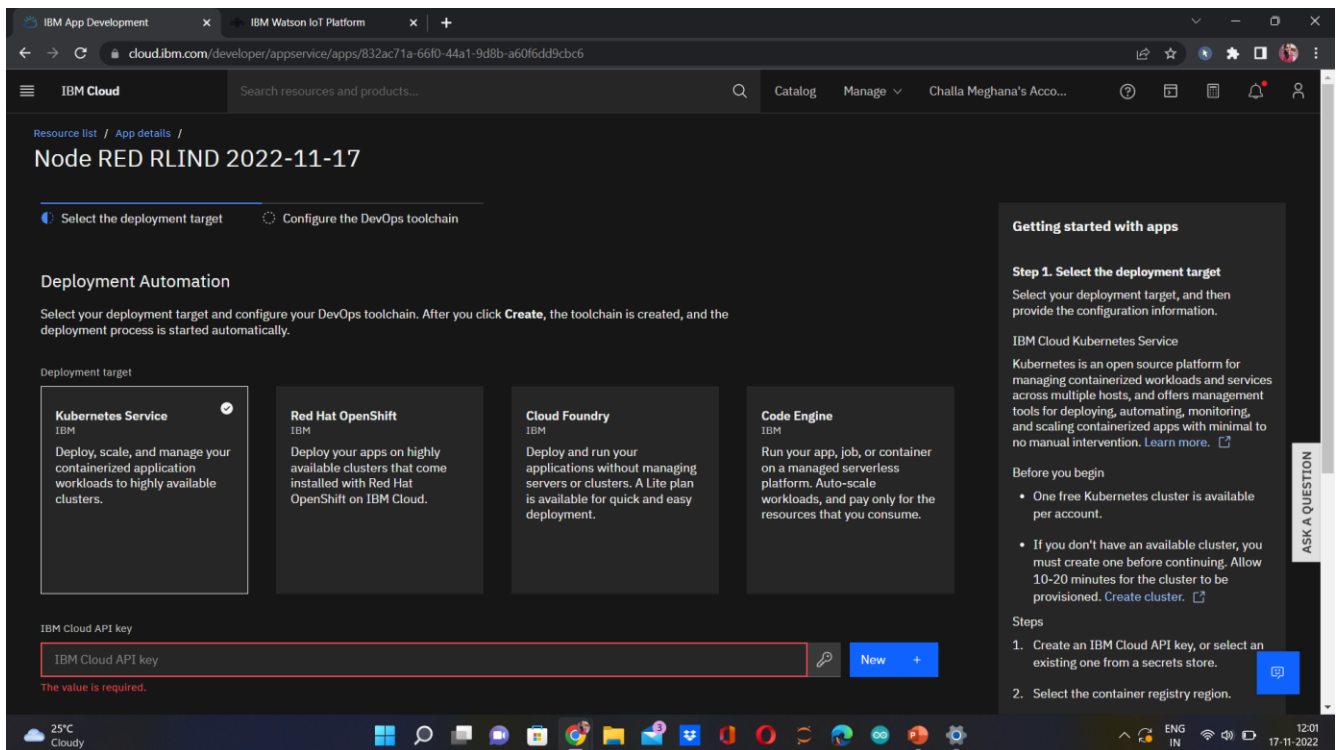 IBM App Development
IBM Watson IoT Platform
cloud.ibm.com/developer/appservice/apps/832ac71a-66f0-44a1-9d8b-a60f6dd9cbc6
IBM Cloud
Search resources and products...
Catalog
Manage
Challa Meghana's Acco...
Resource list / App details /
Node RED RLIND 2022-11-17
Select the deployment target
Configure the DevOps toolchain
Deployment Automation
Select your deployment target and configure your DevOps toolchain. After you click Create, the toolchain is created, and the
deployment process is started automatically.
Deployment target
Kubernetes Service
IBM
Deploy, scale, and manage your
containerized application
workloads to highly available
clusters.
Red Hat OpenShift
IBM
Deploy your apps on highly
available clusters that come
installed with Red Hat
OpenShift on IBM Cloud.
Cloud Foundry
IBM
Deploy and run your
applications without managing
servers or clusters. A Lite plan
is available for quick and easy
deployment.
Code Engine
IBM
Run your app, job, or container
on a managed serverless
platform. Auto-scale
workloads, and pay only for the
resources that you consume.
IBM Cloud API key
IBM Cloud API key
New +
The value is required.
Getting started with apps
Step 1. Select the deployment target
Select your deployment target, and then
provide the configuration information.
IBM Cloud Kubernetes Service
Kubernetes is an open source platform for
managing containerized workloads and services
across multiple hosts, and offers management
tools for deploying, automating, monitoring,
and scaling containerized apps with minimal to
no manual intervention. Learn more.
Before you begin
• One free Kubernetes cluster is available
per account.
• If you don't have an available cluster, you
must create one before continuing. Allow
10-20 minutes for the cluster to be
provisioned. Create cluster.
Steps
1. Create an IBM Cloud API key, or select an
existing one from a secrets store.
2. Select the container registry region.
ASK A QUESTION
25°C
Cloudy
3
ENG
IN
12:01
17-11-2022